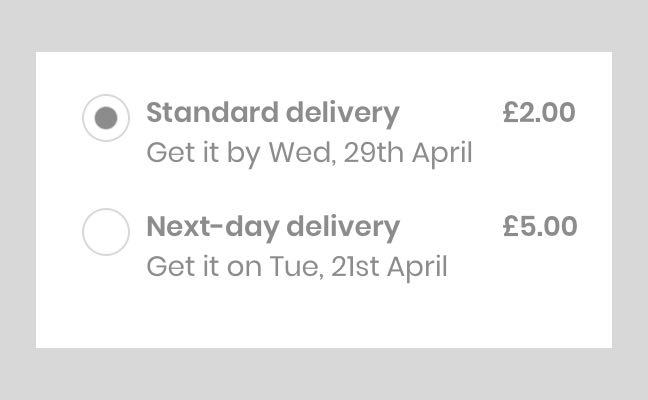 Standard delivery £2.00
Get it by Wed, 29th April
Next-day delivery £5.00
Get it on Tue, 21st April